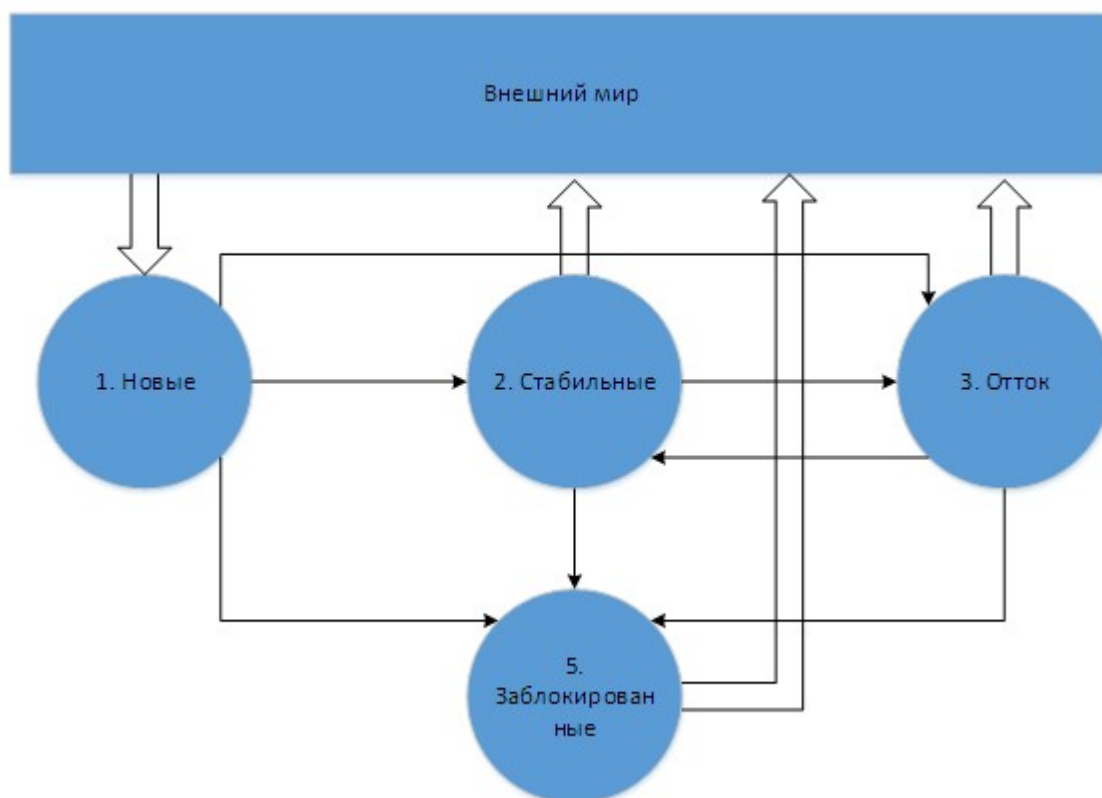 Внешний мир
1. Новые
2. Стабильные
3. Отток
5.
Заблокирован
ные